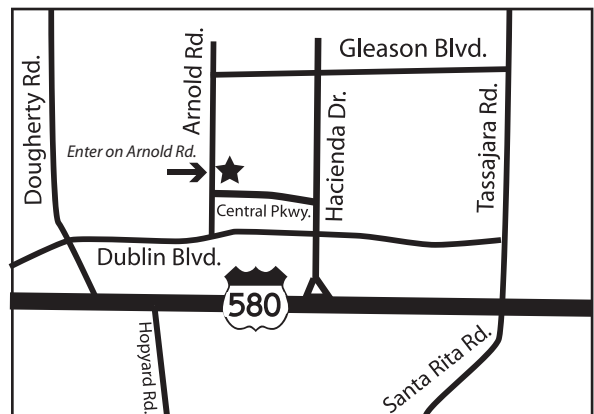 Gleason Blvd.
Arnold Rd.
Dougherty Rd.
Enter on Arnold Rd.
Hacienda Dr.
Tassajara Rd.
Central Pkwy.
Dublin Blvd.
580
Hopyard Rd.
Santa Rita Rd.